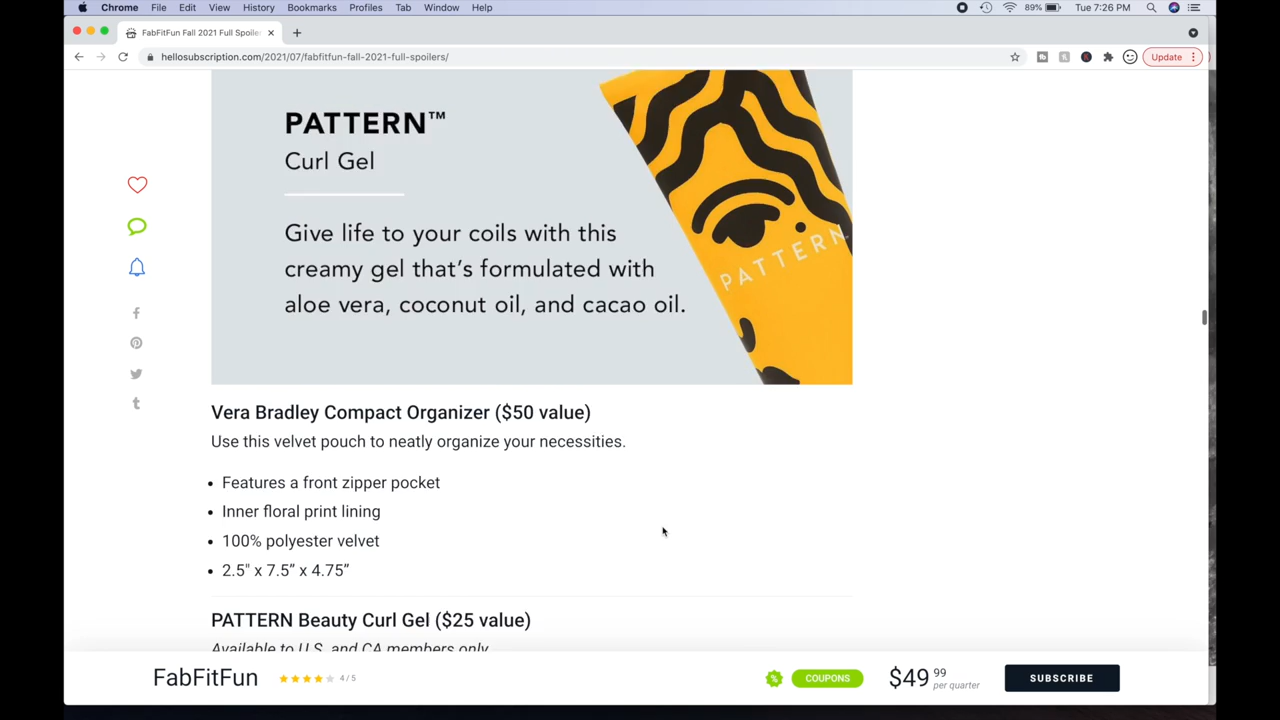 Chrome File Edit View History Bookmarks Profiles Tab Window Help 89% Tue 7:26 PM
FabFitFun Fall 2021 Full Spoile
hellosubscription.com/2021/07/fabfitfun-fall-2021-full-spoilers/ Update
PATTERN™
Curl Gel
Give life to your coils with this
creamy gel that's formulated with
aloe vera, coconut oil, and cacao oil.
PATTERN
Vera Bradley Compact Organizer ($50 value)
Use this velvet pouch to neatly organize your necessities.
• Features a front zipper pocket
• Inner floral print lining
• 100% polyester velvet
• 2.5" x 7.5” x 4.75”
PATTERN Beauty Curl Gel ($25 value)
Available to U.S. and CA members only
FabFitFun 4 / 5 COUPONS $49 99 per quarter SUBSCRIBE